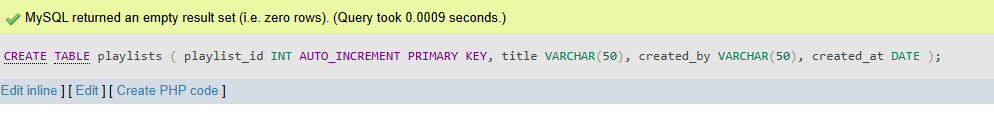 MySQL returned an empty result set (i.e. zero rows). (Query took 0.0009 seconds.)
CREATE TABLE playlists ( playlist_id INT AUTO_INCREMENT PRIMARY KEY, title VARCHAR(50), created_by VARCHAR(50), created_at DATE );
Edit inline ] [ Edit ] [ Create PHP code ]